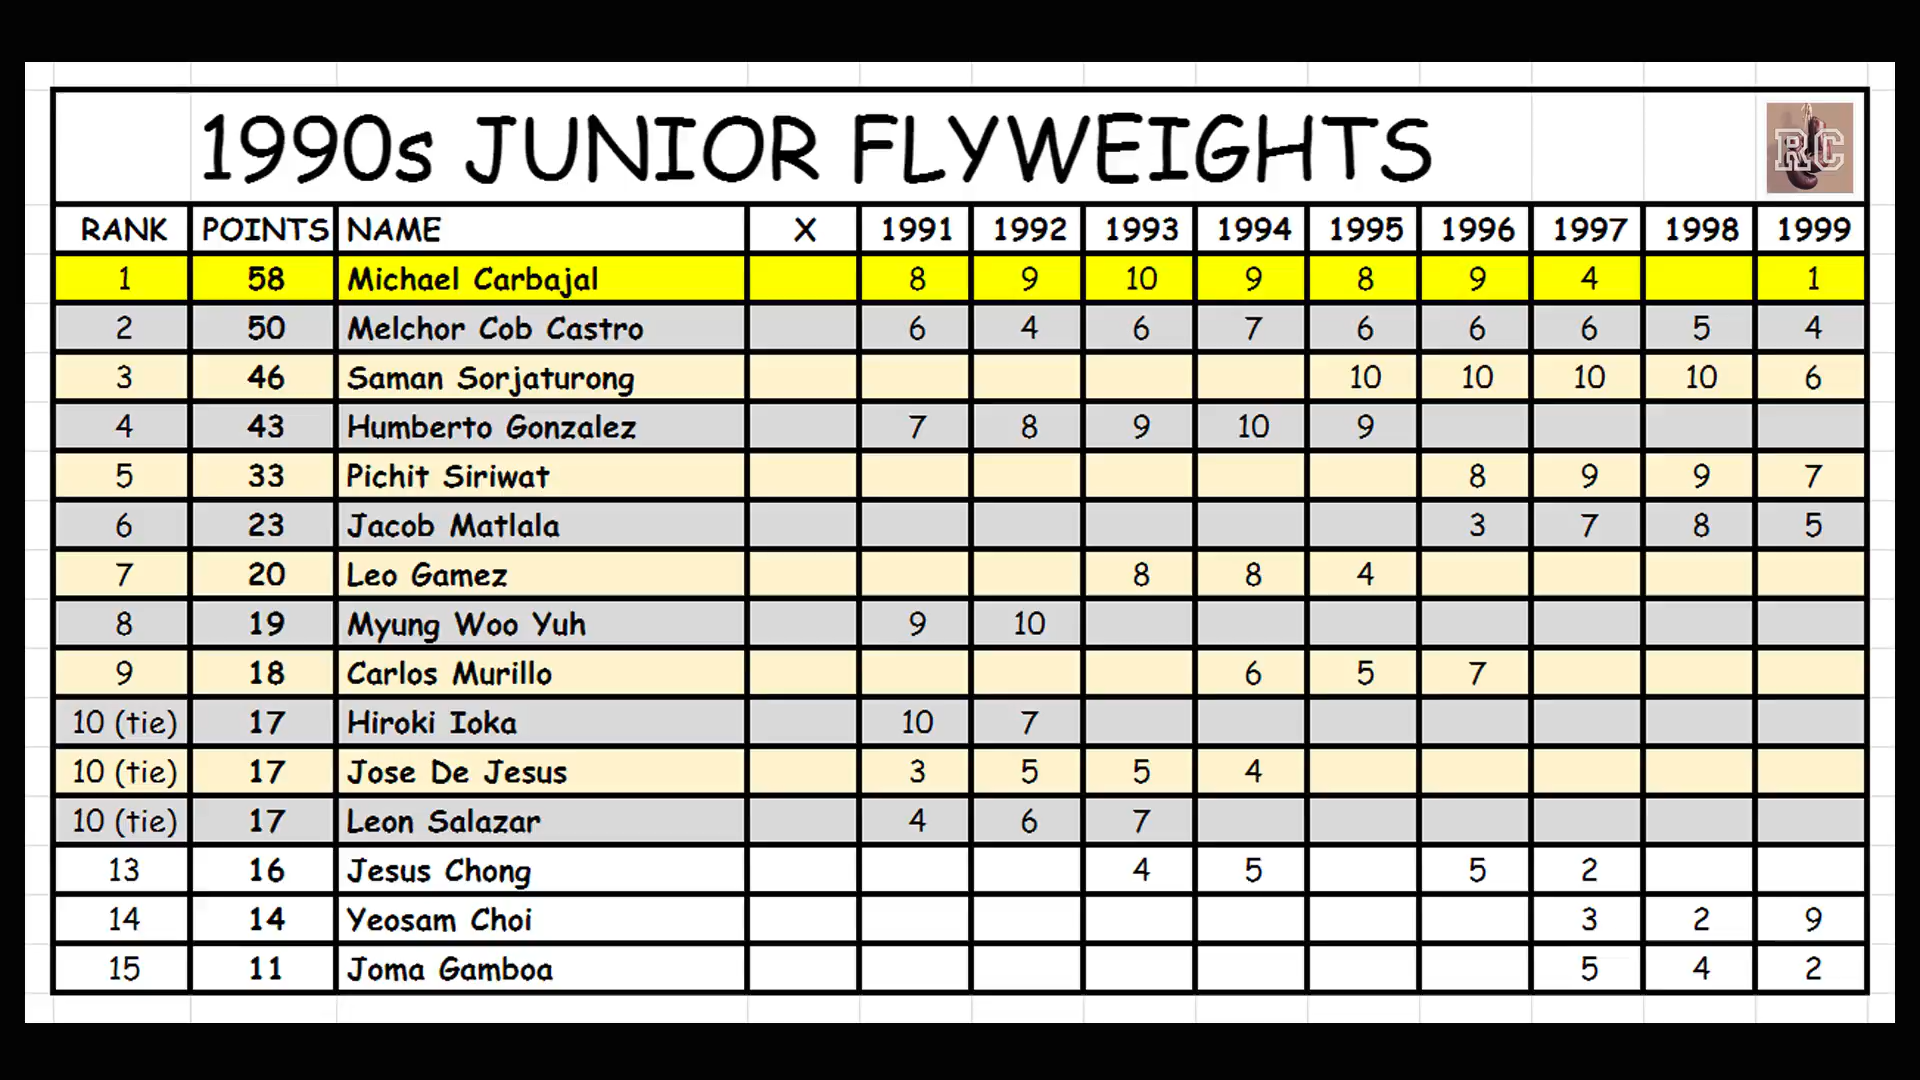 1990s JUNIOR FLYWEIGHTS
RC
RANK POINTS NAME X 1991 1992 1993 1994 1995 1996 1997 1998 1999
1 58 Michael Carbajal 8 9 10 9 8 9 4 1
2 50 Melchor Cob Castro 6 4 6 7 6 6 6 5 4
3 46 Saman Sorjaturong 10 10 10 10 6
4 43 Humberto Gonzalez 7 8 9 10 9
5 33 Pichit Siriwat 8 9 9 7
6 23 Jacob Matlala 3 7 8 5
7 20 Leo Gamez 8 8 4
8 19 Myung Woo Yuh 9 10
9 18 Carlos Murillo 6 5 7
10 (tie) 17 Hiroki Ioka 10 7
10 (tie) 17 Jose De Jesus 3 5 5 4
10 (tie) 17 Leon Salazar 4 6 7
13 16 Jesus Chong 4 5 5 2
14 14 Yeosam Choi 3 2 9
15 11 Joma Gamboa 5 4 2